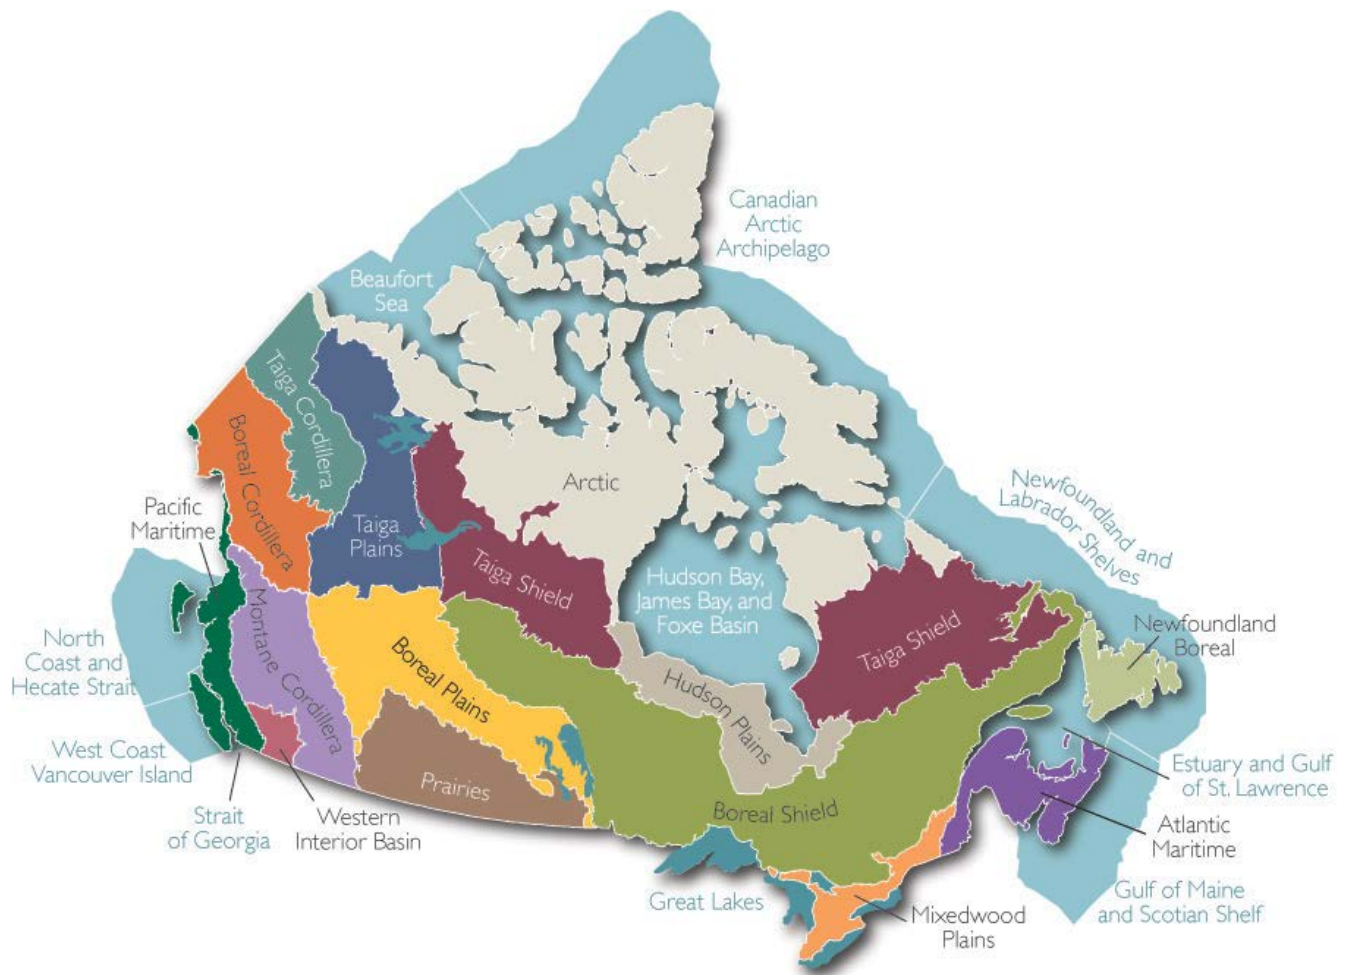 Canadian
Arctic
Archipelago
Beaufort
Sea
Taiga Cordillera
Boreal Cordillera
Arctic
Newfoundland and
Labrador Shelves
Pacific
Maritime
Taiga
Plains
Taiga Shield
Hudson Bay,
James Bay, and
Foxe Basin
Taiga Shield
Newfoundland
Boreal
North
Coast and
Hecate Strait
Montane Cordillera
Boreal Plains
Hudson Plains
West Coast
Vancouver Island
Prairies
Estuary and Gulf
of St. Lawrence
Strait
of Georgia
Western
Interior Basin
Boreal Shield
Atlantic
Maritime
Great Lakes
Mixedwood
Plains
Gulf of Maine
and Scotian Shelf